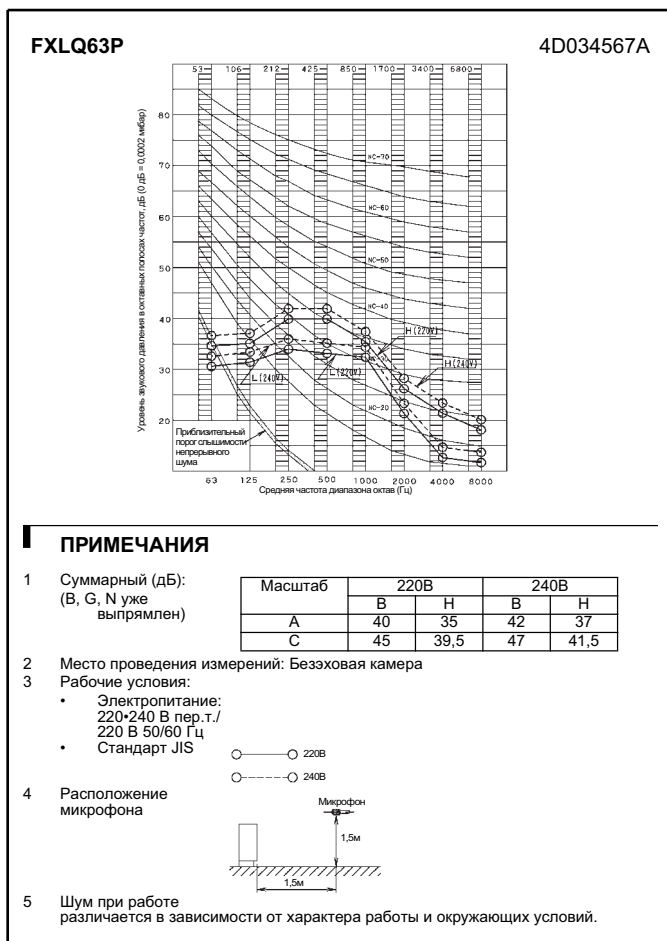 FXLQ63P 4D034567A
53 106 212 425 850 1700 3400 6800
Уровень звукового давления в октавных полосах частот, дБ (0 дБ = 0,0002 мкбар)
80
70
60
50
40
30
20
NC-70
NC-60
NC-50
NC-40
NC-20
H(220V)
H(240V)
L(240V)
L(220V)
Приблизительный
порог слышимости
непрерывного
шума
63 125 250 500 1000 2000 4000 8000
Средняя частота диапазона октав (Гц)
ПРИМЕЧАНИЯ
1 Суммарный (дБ):
(B, G, N уже
выпрямлен)
Масштаб 220В 240В
В Н В Н
A 40 35 42 37
C 45 39,5 47 41,5
2 Место проведения измерений: Безэховая камера
3 Рабочие условия:
• Электропитание:
220•240 В пер.т./
220 В 50/60 Гц
• Стандарт JIS
220В
240В
4 Расположение
микрофона
Микрофон
1,5м
1,5м
5 Шум при работе
различается в зависимости от характера работы и окружающих условий.